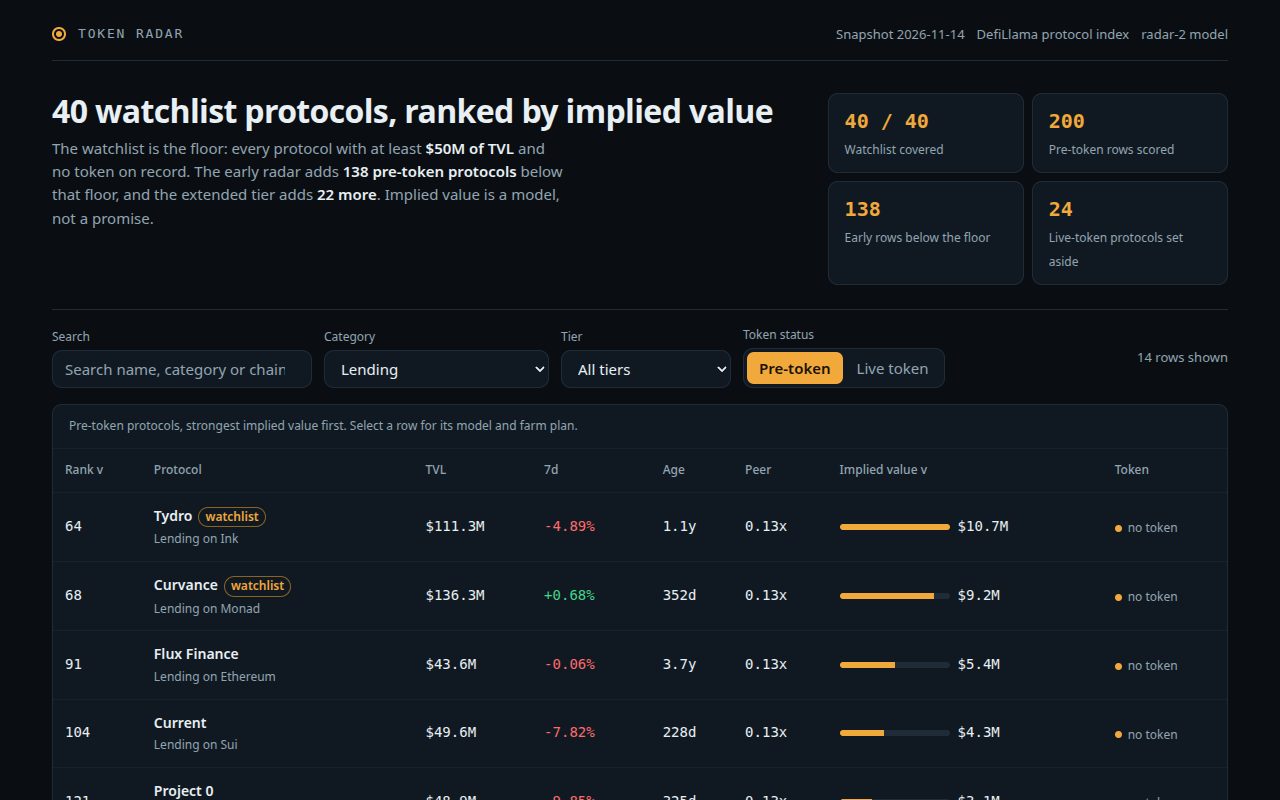 TOKEN RADAR
Snapshot 2026-11-14 DefiLlama protocol index radar-2 model
40 watchlist protocols, ranked by implied value
The watchlist is the floor: every protocol with at least $50M of TVL and
no token on record. The early radar adds 138 pre-token protocols below
that floor, and the extended tier adds 22 more. Implied value is a model,
not a promise.
40 / 40
Watchlist covered
200
Pre-token rows scored
138
Early rows below the floor
24
Live-token protocols set
aside
Search
Category
Tier
Token status
Search name, category or chain
Lending
All tiers
Pre-token
Live token
14 rows shown
Pre-token protocols, strongest implied value first. Select a row for its model and farm plan.
Rank v Protocol TVL 7d Age Peer Implied value v Token
64 Tydro watchlist $111.3M -4.89% 1.1y 0.13x $10.7M no token
Lending on Ink
68 Curvance watchlist $136.3M +0.68% 352d 0.13x $9.2M no token
Lending on Monad
91 Flux Finance $43.6M -0.06% 3.7y 0.13x $5.4M no token
Lending on Ethereum
104 Current $49.6M -7.82% 228d 0.13x $4.3M no token
Lending on Sui
Project 0